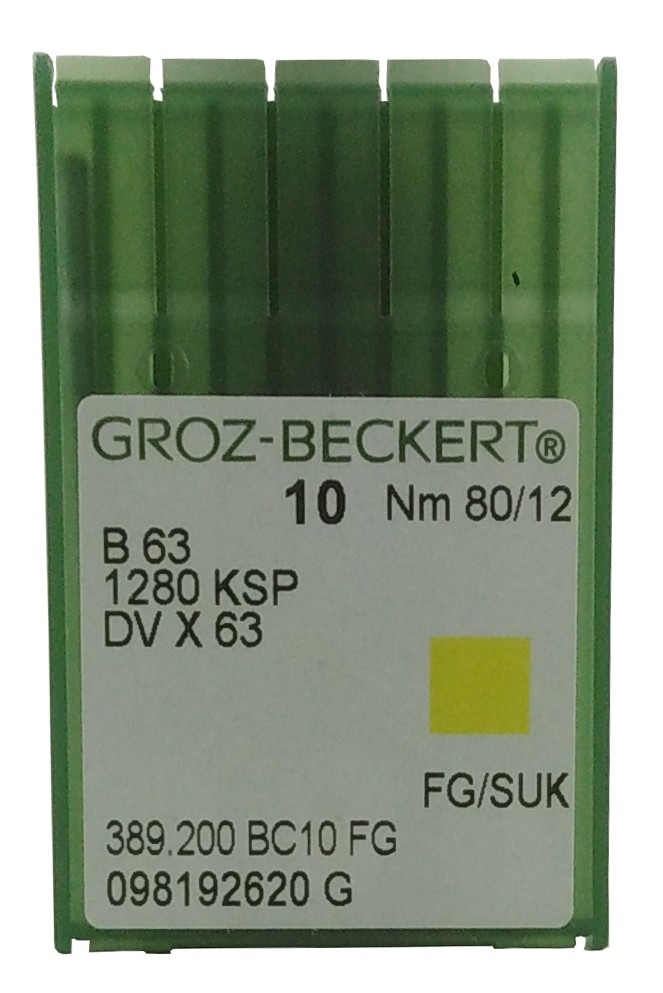 GROZ-BECKERT®
10 Nm 80/12
B 63
1280 KSP
DV X 63
FG/SUK
389.200 BC10 FG
098192620 G